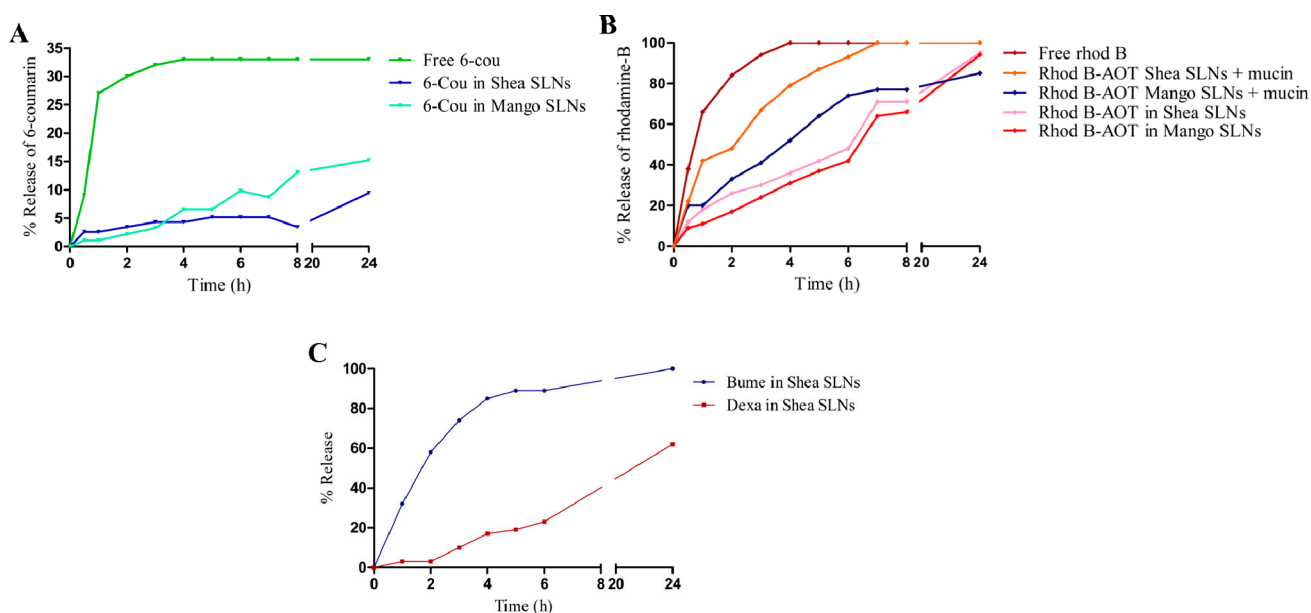 A
% Release of 6-coumarin
35
30
25
20
15
10
5
0
0 2 4 6 8 20 24
Time (h)
Free 6-cou
6-Cou in Shea SLNs
6-Cou in Mango SLNs
B
% Release of rhodamine-B
100
80
60
40
20
0
0 2 4 6 8 20 24
Time (h)
Free rhod B
Rhod B-AOT Shea SLNs + mucin
Rhod B-AOT Mango SLNs + mucin
Rhod B-AOT in Shea SLNs
Rhod B-AOT in Mango SLNs
C
% Release
100
80
60
40
20
0
0 2 4 6 8 20 24
Time (h)
Bume in Shea SLNs
Dexa in Shea SLNs